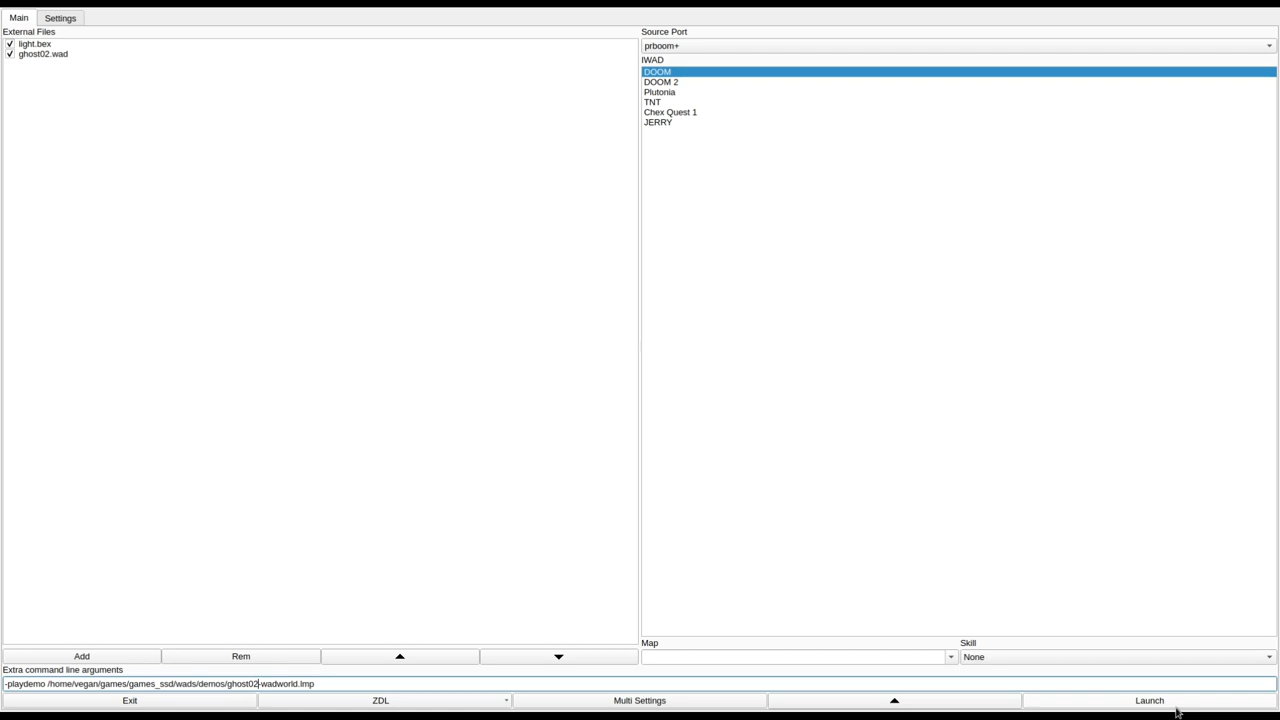 Main Settings
External Files
light.bex
ghost02.wad
Source Port
prboom+
IWAD
DOOM
DOOM 2
Plutonia
TNT
Chex Quest 1
JERRY
Map Skill
None
Add Rem
Extra command line arguments
-playdemo /home/vegan/games/games_ssd/wads/demos/ghost02-wadworld.lmp
Exit ZDL Multi Settings Launch